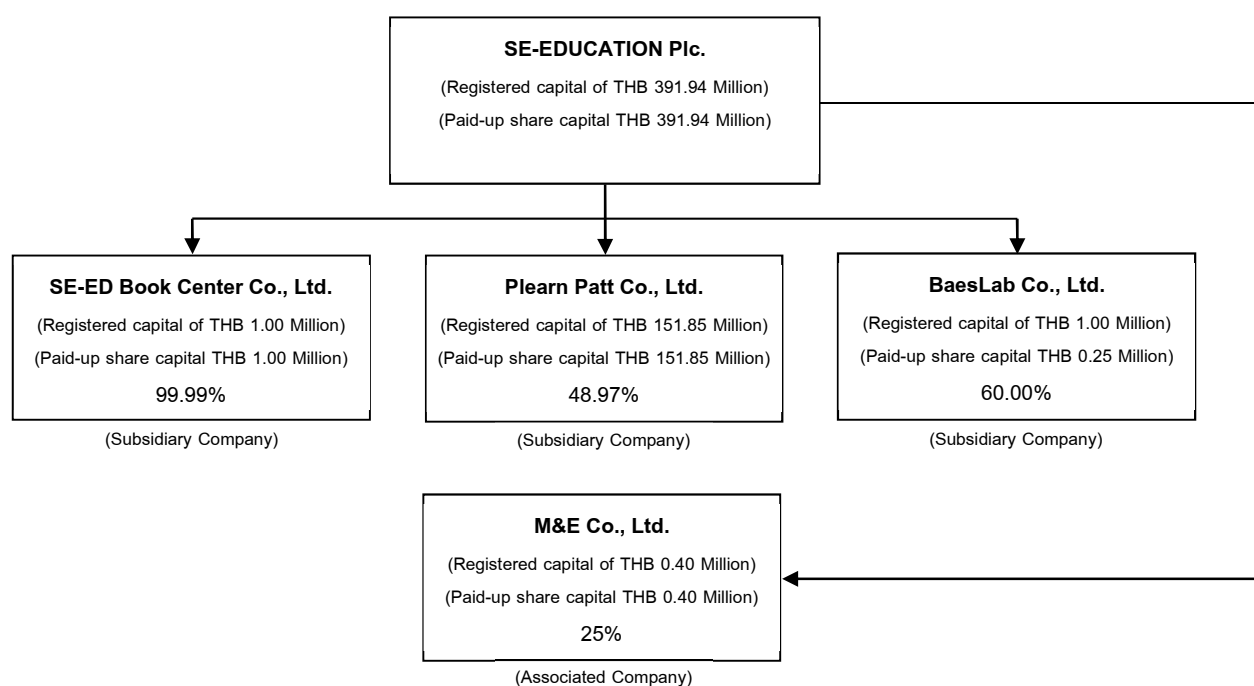 SE-EDUCATION Plc.
(Registered capital of THB 391.94 Million)
(Paid-up share capital THB 391.94 Million)
SE-ED Book Center Co., Ltd.
(Registered capital of THB 1.00 Million)
(Paid-up share capital THB 1.00 Million)
99.99%
(Subsidiary Company)
Plearn Patt Co., Ltd.
(Registered capital of THB 151.85 Million)
(Paid-up share capital THB 151.85 Million)
48.97%
(Subsidiary Company)
BaesLab Co., Ltd.
(Registered capital of THB 1.00 Million)
(Paid-up share capital THB 0.25 Million)
60.00%
(Subsidiary Company)
M&E Co., Ltd.
(Registered capital of THB 0.40 Million)
(Paid-up share capital THB 0.40 Million)
25%
(Associated Company)